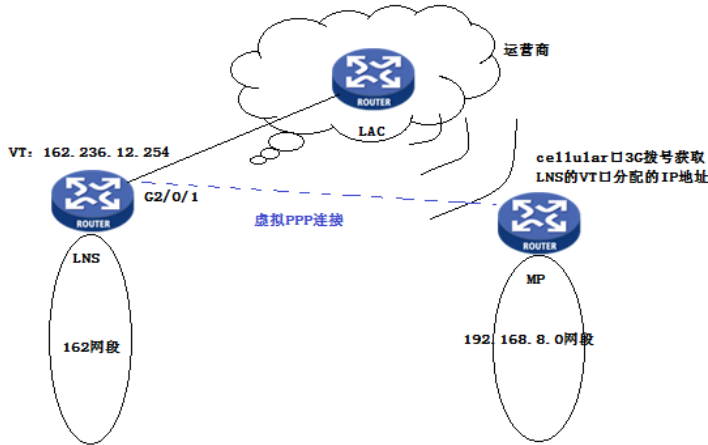 运营商
ROUTER
LAC
VT: 162.236.12.254
cellular口3G拨号获取
LNS的VT口分配的IP地址
G2/0/1
ROUTER
虚拟PPP连接
ROUTER
LNS
MP
162网段
192.168.8.0网段